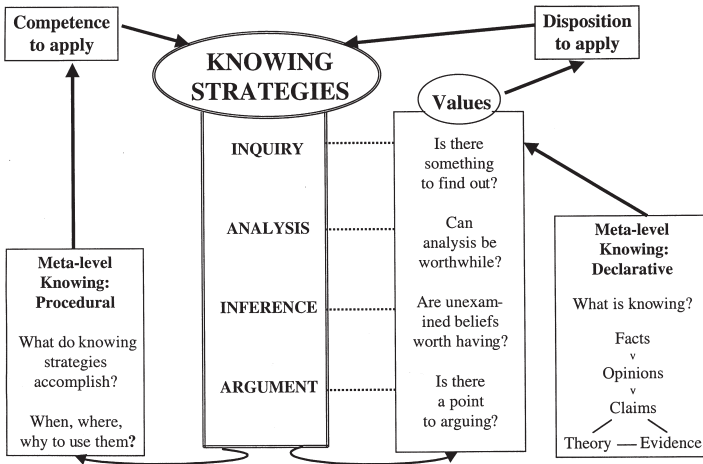 Competence
to apply
Disposition
to apply
KNOWING
STRATEGIES
Values
INQUIRY
ANALYSIS
INFERENCE
ARGUMENT
Is there
something
to find out?
Can
analysis be
worthwhile?
Are unexam-
ined beliefs
worth having?
Is there
a point
to arguing?
Meta-level
Knowing:
Procedural
What do knowing
strategies
accomplish?
When, where,
why to use them?
Meta-level
Knowing:
Declarative
What is knowing?
Facts
v
Opinions
v
Claims
Theory — Evidence